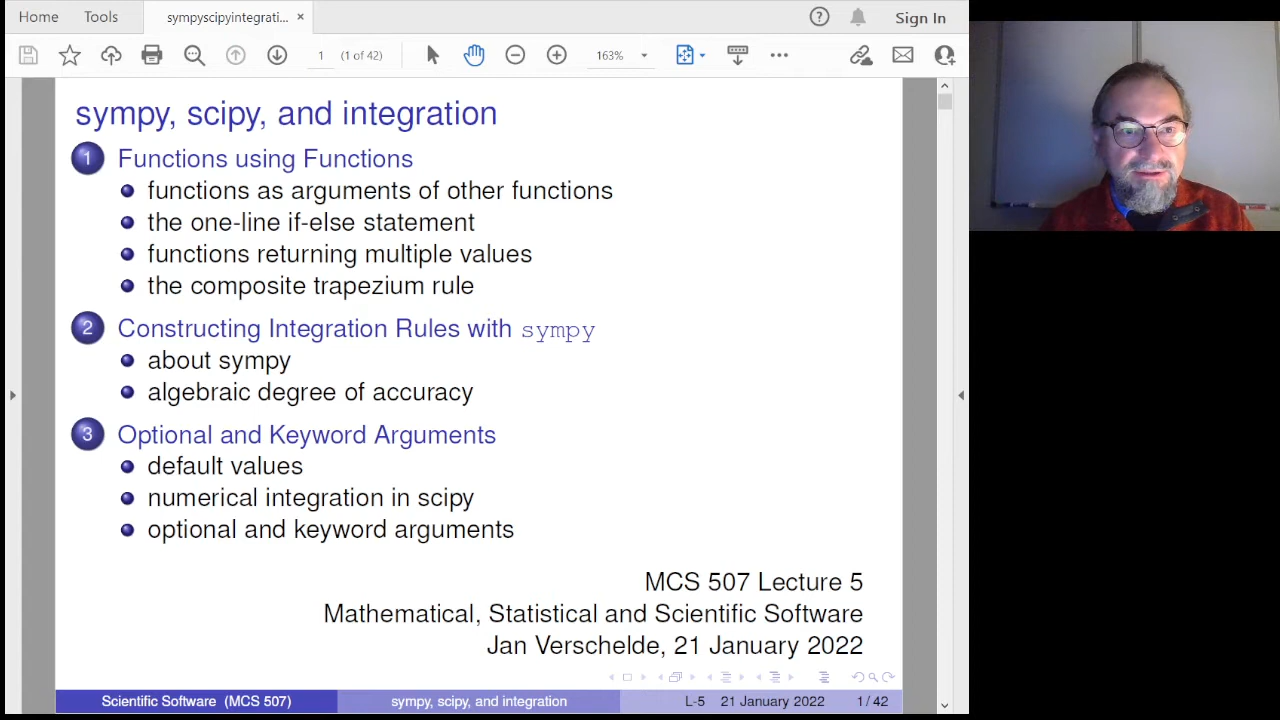 Home Tools sympyscipyintegrati... × Sign In
1 (1 of 42) 163%
sympy, scipy, and integration
1 Functions using Functions
functions as arguments of other functions
the one-line if-else statement
functions returning multiple values
the composite trapezium rule
2 Constructing Integration Rules with sympy
about sympy
algebraic degree of accuracy
3 Optional and Keyword Arguments
default values
numerical integration in scipy
optional and keyword arguments
MCS 507 Lecture 5
Mathematical, Statistical and Scientific Software
Jan Verschelde, 21 January 2022
Scientific Software (MCS 507) sympy, scipy, and integration L-5 21 January 2022 1 / 42